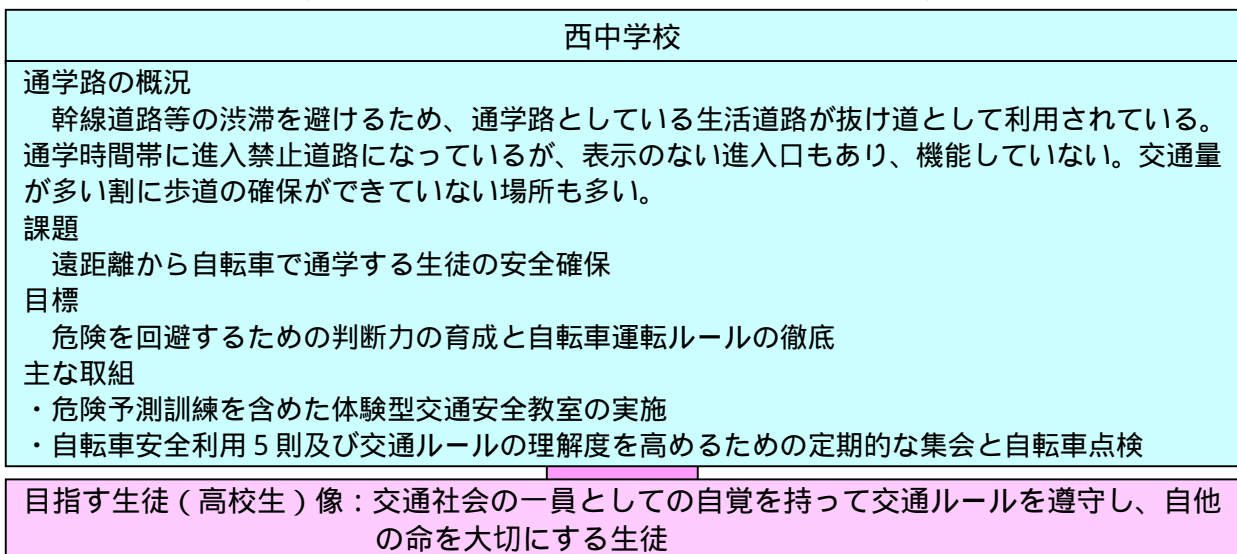 西中学校
通学路の概況
幹線道路等の渋滞を避けるため、通学路としている生活道路が抜け道として利用されている。
通学時間帯に進入禁止道路になっているが、表示のない進入口もあり、機能していない。交通量
が多い割に歩道の確保ができていない場所も多い。
課題
遠距離から自転車で通学する生徒の安全確保
目標
危険を回避するための判断力の育成と自転車運転ルールの徹底
主な取組
・危険予測訓練を含めた体験型交通安全教室の実施
・自転車安全利用5則及び交通ルールの理解度を高めるための定期的な集会と自転車点検
目指す生徒(高校生)像:交通社会の一員としての自覚を持って交通ルールを遵守し、自他
の命を大切にする生徒